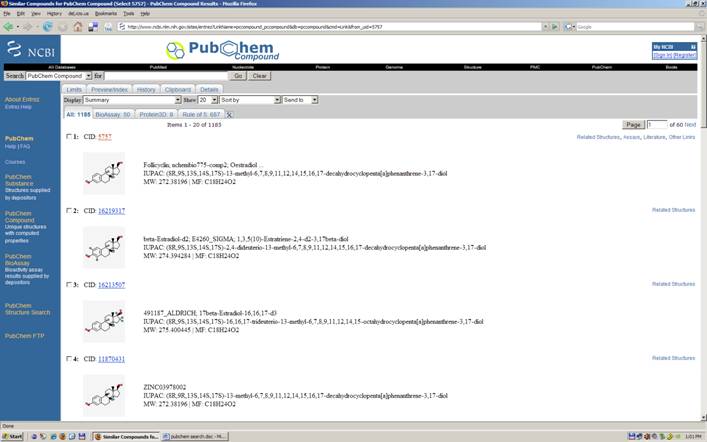 Similar Compounds for PubChem Compound (Select 5757) - PubChem Compound Results - Mozilla Firefox
File Edit View History Bookmarks Tools Help
http://www.ncbi.nlm.nih.gov/sites/entrez?LinkName=pccompound_pccompound&db=pccompound&cmd=Link&from_uid=5757
NCBI
PubChem
Compound
My NCBI
[Sign In] [Register]
All Databases PubMed Nucleotide Protein Genome Structure PMC PubChem Books
Search PubChem Compound for Go Clear
Limits Preview/Index History Clipboard Details
Display Summary Show 20 Sort by Send to
All: 1185 BioAssay: 50 Protein3D: 8 Rule of 5: 687
Items 1 - 20 of 1185
Page 1 of 60 Next
About Entrez
Entrez Help
PubChem
Help | FAQ
Courses
PubChem
Substance
Structures supplied
by depositors
PubChem
Compound
Unique structures
with computed
properties
PubChem
BioAssay
Bioactivity assay
results supplied by
depositors
PubChem
Structure Search
PubChem FTP
1: CID: 5757
Related Structures, Assays, Literature, Other Links
Follicyclin; nchembio775-comp2; Oestradiol ...
IUPAC: (8R,9S,13S,14S,17S)-13-methyl-6,7,8,9,11,12,14,15,16,17-decahydrocyclopenta[a]phenanthrene-3,17-diol
MW: 272.38196 | MF: C18H24O2
2: CID: 16219317
Related Structures
beta-Estradiol-d2; E4260_SIGMA; 1,3,5(10)-Estratriene-2,4-d2-3,17beta-diol
IUPAC: (8R,9S,13S,14S,17S)-2,4-dideuterio-13-methyl-6,7,8,9,11,12,14,15,16,17-decahydrocyclopenta[a]phenanthrene-3,17-diol
MW: 274.394284 | MF: C18H24O2
3: CID: 16213507
Related Structures
491187_ALDRICH; 17beta-Estradiol-16,16,17-d3
IUPAC: (8R,9S,13S,14S,17S)-16,16,17-trideuterio-13-methyl-6,7,8,9,11,12,14,15-octahydrocyclopenta[a]phenanthrene-3,17-diol
MW: 275.400445 | MF: C18H24O2
4: CID: 11870431
Related Structures
ZINC03978002
IUPAC: (8R,9R,13S,14S,17S)-13-methyl-6,7,8,9,11,12,14,15,16,17-decahydrocyclopenta[a]phenanthrene-3,17-diol
MW: 272.38196 | MF: C18H24O2
Done
Start Similar Compounds fo... pubchem search.doc - M... 1:01 PM